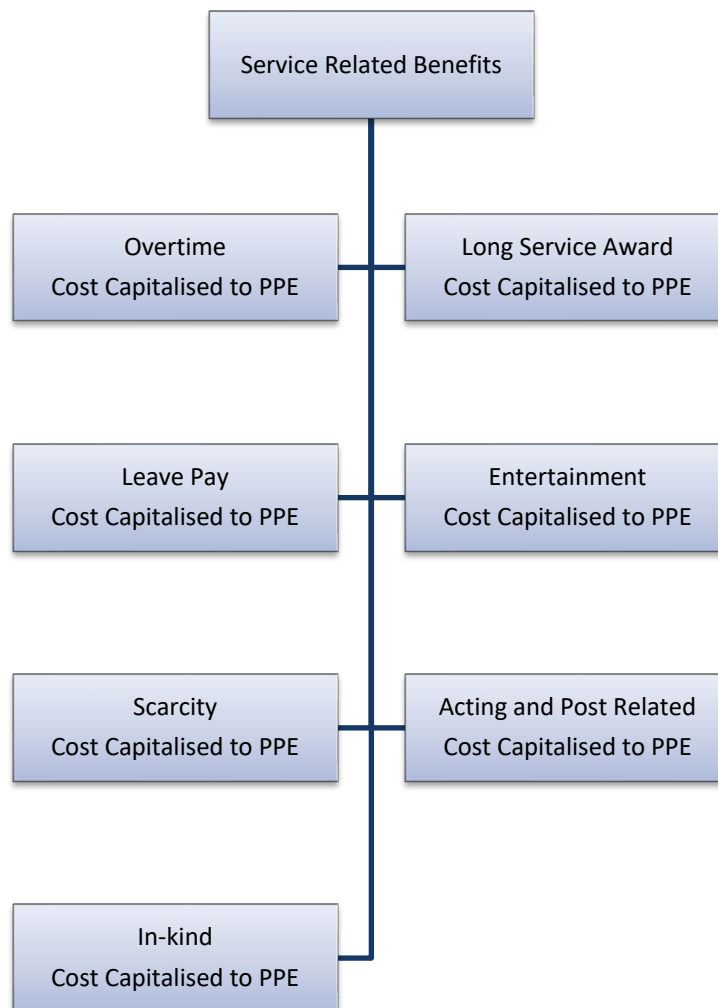 Service Related Benefits
Overtime
Cost Capitalised to PPE
Long Service Award
Cost Capitalised to PPE
Leave Pay
Cost Capitalised to PPE
Entertainment
Cost Capitalised to PPE
Scarcity
Cost Capitalised to PPE
Acting and Post Related
Cost Capitalised to PPE
In-kind
Cost Capitalised to PPE